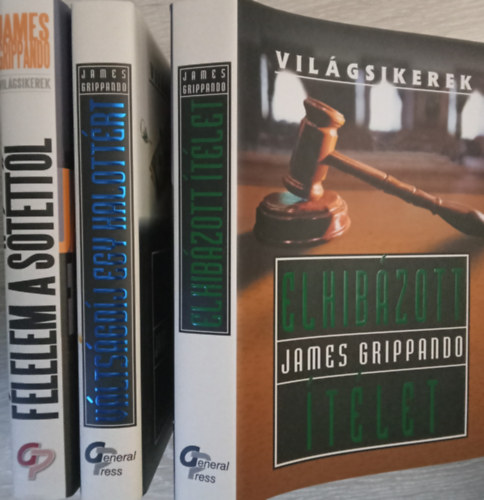 JAMES
GRIPPANDO
VILÁGSIKEREK
FÉLELEM A SÖTÉTTŐL
GP
JAMES
GRIPPANDO
VÁLTSÁGDÍJ EGY HALOTTÉRT
General
Press
JAMES
GRIPPANDO
ELHIBÁZOTT ÍTÉLET
General
Press
VILÁGSIKEREK
ELHIBÁZOTT
JAMES GRIPPANDO
ÍTÉLET